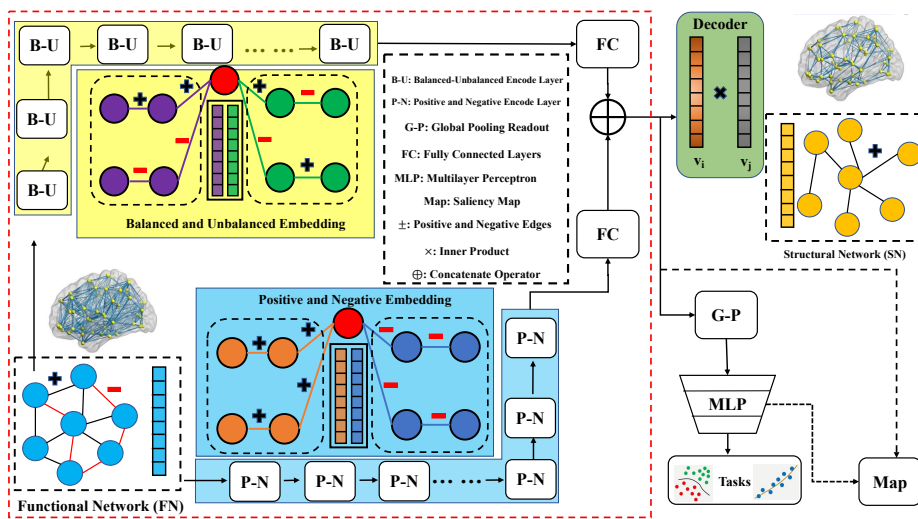 B-U
B-U
B-U
B-U
B-U
B-U
Balanced and Unbalanced Embedding
B-U: Balanced-Unbalanced Encode Layer
P-N: Positive and Negative Encode Layer
G-P: Global Pooling Readout
FC: Fully Connected Layers
MLP: Multilayer Perceptron
Map: Saliency Map
±: Positive and Negative Edges
×: Inner Product
⊕: Concatenate Operator
FC
FC
Decoder
v_i
v_j
Structural Network (SN)
Positive and Negative Embedding
Functional Network (FN)
P-N
P-N
P-N
P-N
P-N
P-N
G-P
MLP
Tasks
Map